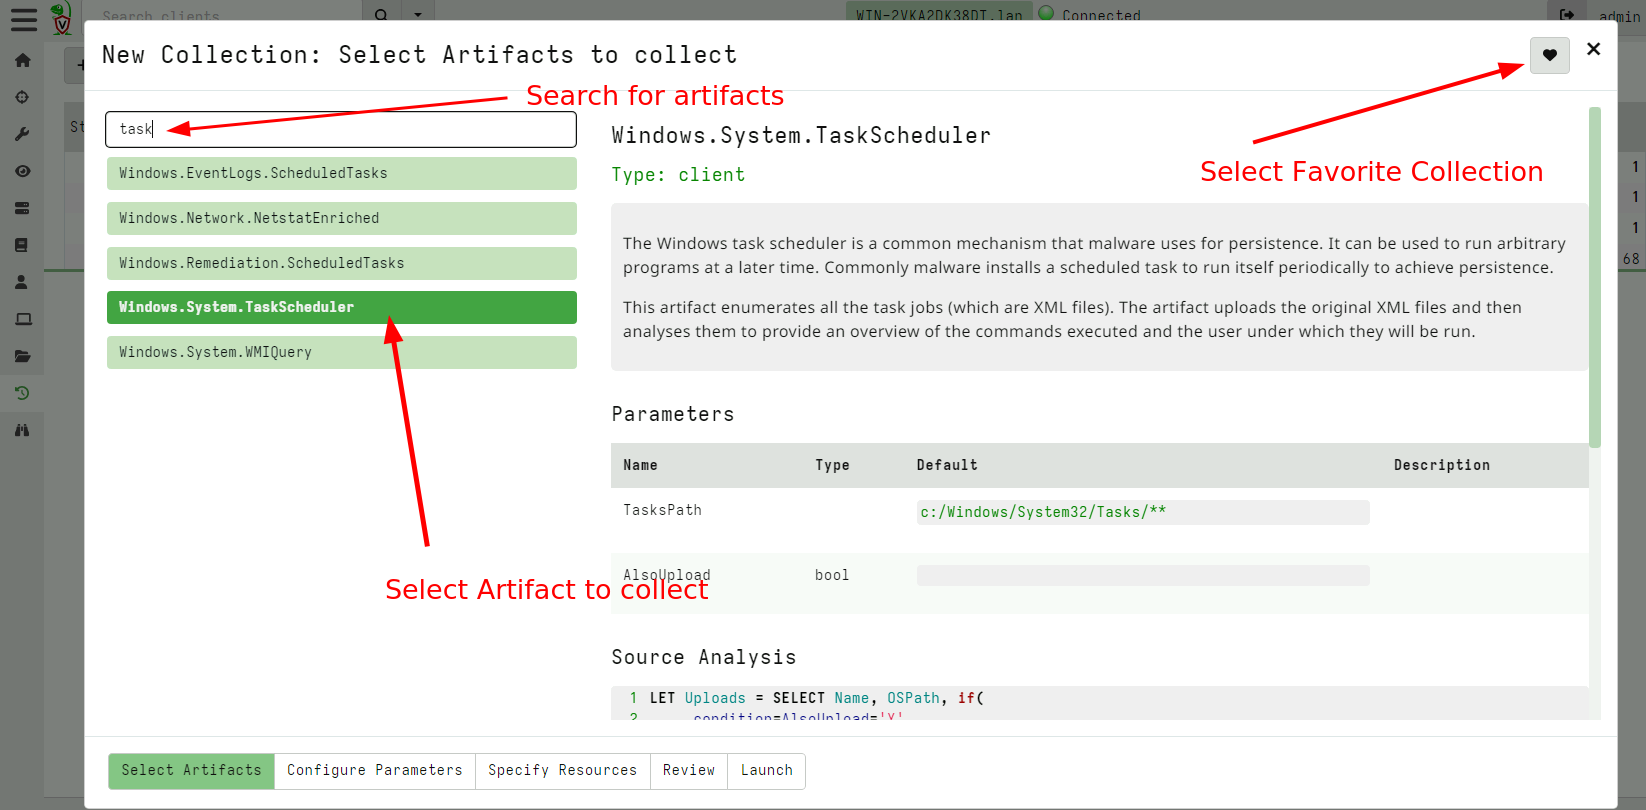 Search clients
WIN-2VKA2DK38DT.lan
Connected
admin
New Collection: Select Artifacts to collect
Search for artifacts
task
St
Windows.System.TaskScheduler
Select Favorite Collection
Type: client
Windows.EventLogs.ScheduledTasks
Windows.Network.NetstatEnriched
Windows.Remediation.ScheduledTasks
Windows.System.TaskScheduler
Windows.System.WMIQuery
Select Artifact to collect
The Windows task scheduler is a common mechanism that malware uses for persistence. It can be used to run arbitrary
programs at a later time. Commonly malware installs a scheduled task to run itself periodically to achieve persistence.
This artifact enumerates all the task jobs (which are XML files). The artifact uploads the original XML files and then
analyses them to provide an overview of the commands executed and the user under which they will be run.
1
1
1
68
Parameters
Name Type Default Description
TasksPath c:/Windows/System32/Tasks/**
AlsoUpload bool
Source Analysis
1 LET Uploads = SELECT Name, OSPath, if(
2 condition=AlsoUpload='Y',
Select Artifacts
Configure Parameters
Specify Resources
Review
Launch